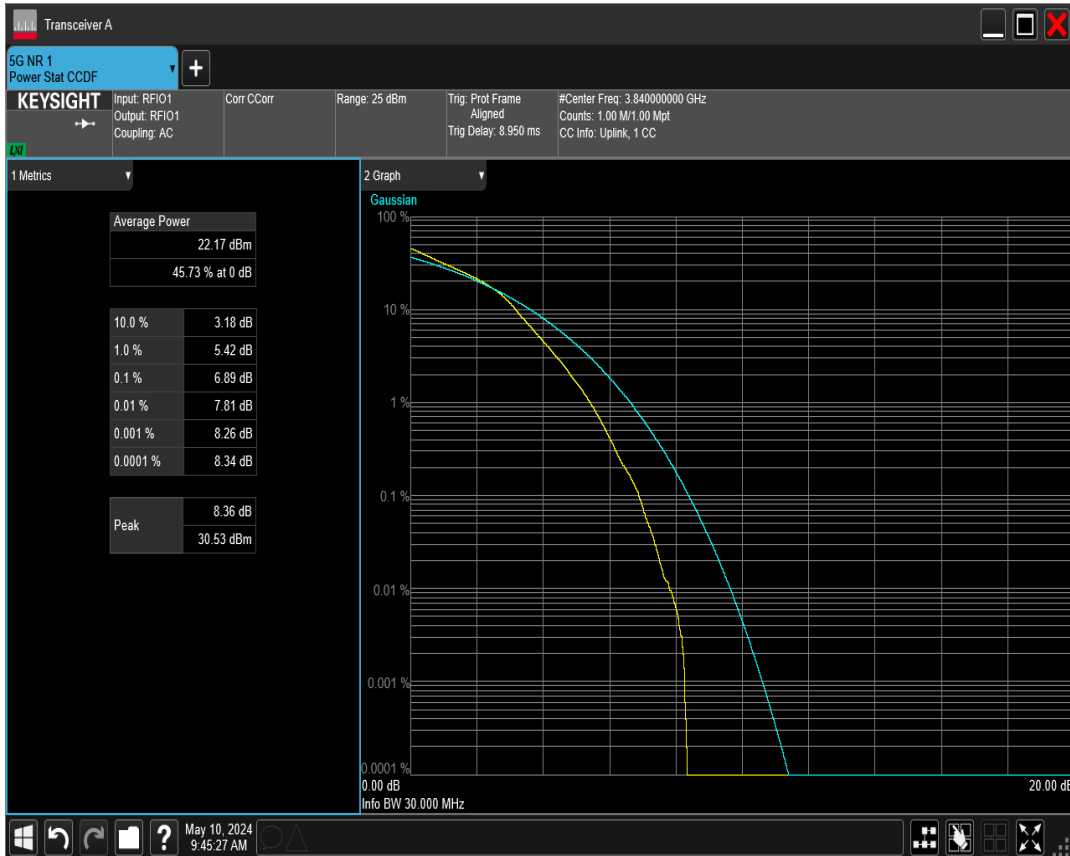 Transceiver A
5G NR 1
Power Stat CCDF
KEYSIGHT
LXI
Input: RFIO1
Output: RFIO1
Coupling: AC
Corr CCorr
Range: 25 dBm
Trig: Prot Frame
Aligned
Trig Delay: 8.950 ms
#Center Freq: 3.840000000 GHz
Counts: 1.00 M/1.00 Mpt
CC Info: Uplink, 1 CC
1 Metrics
Average Power
22.17 dBm
45.73 % at 0 dB
10.0 % 3.18 dB
1.0 % 5.42 dB
0.1 % 6.89 dB
0.01 % 7.81 dB
0.001 % 8.26 dB
0.0001 % 8.34 dB
Peak
8.36 dB
30.53 dBm
2 Graph
Gaussian
100 %
10 %
1 %
0.1 %
0.01 %
0.001 %
0.0001 %
0.00 dB 20.00 dB
Info BW 30.000 MHz
?
May 10, 2024
9:45:27 AM